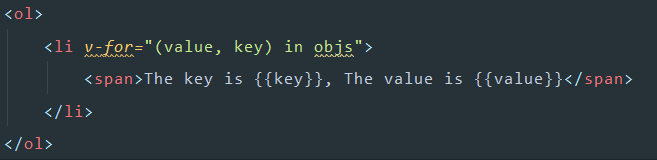 <ol>
<li v-for="(value, key) in objs">
<span>The key is {{key}}, The value is {{value}}</span>
</li>
</ol>